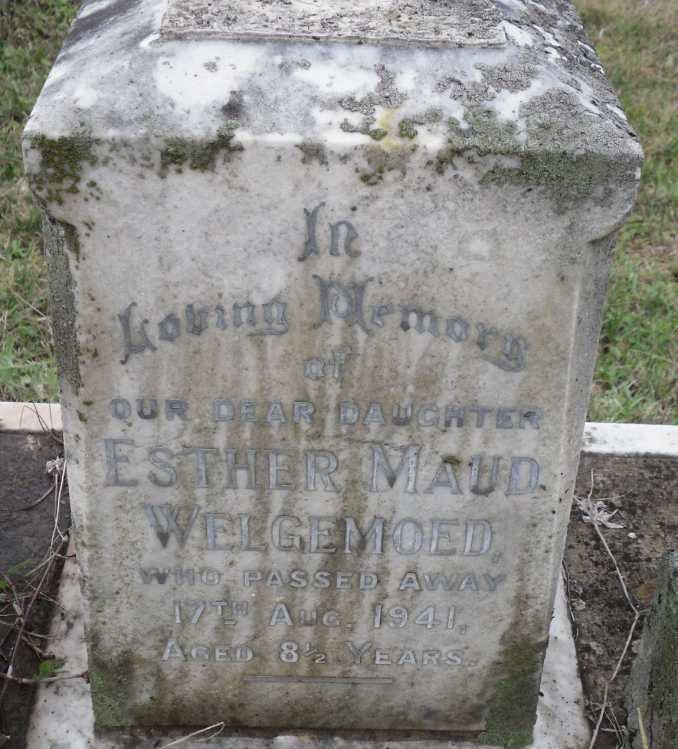 In
Loving Memory
of
OUR DEAR DAUGHTER
ESTHER MAUD
WELGEMOED,
WHO PASSED AWAY
17TH AUG. 1941,
AGED 8½ YEARS.